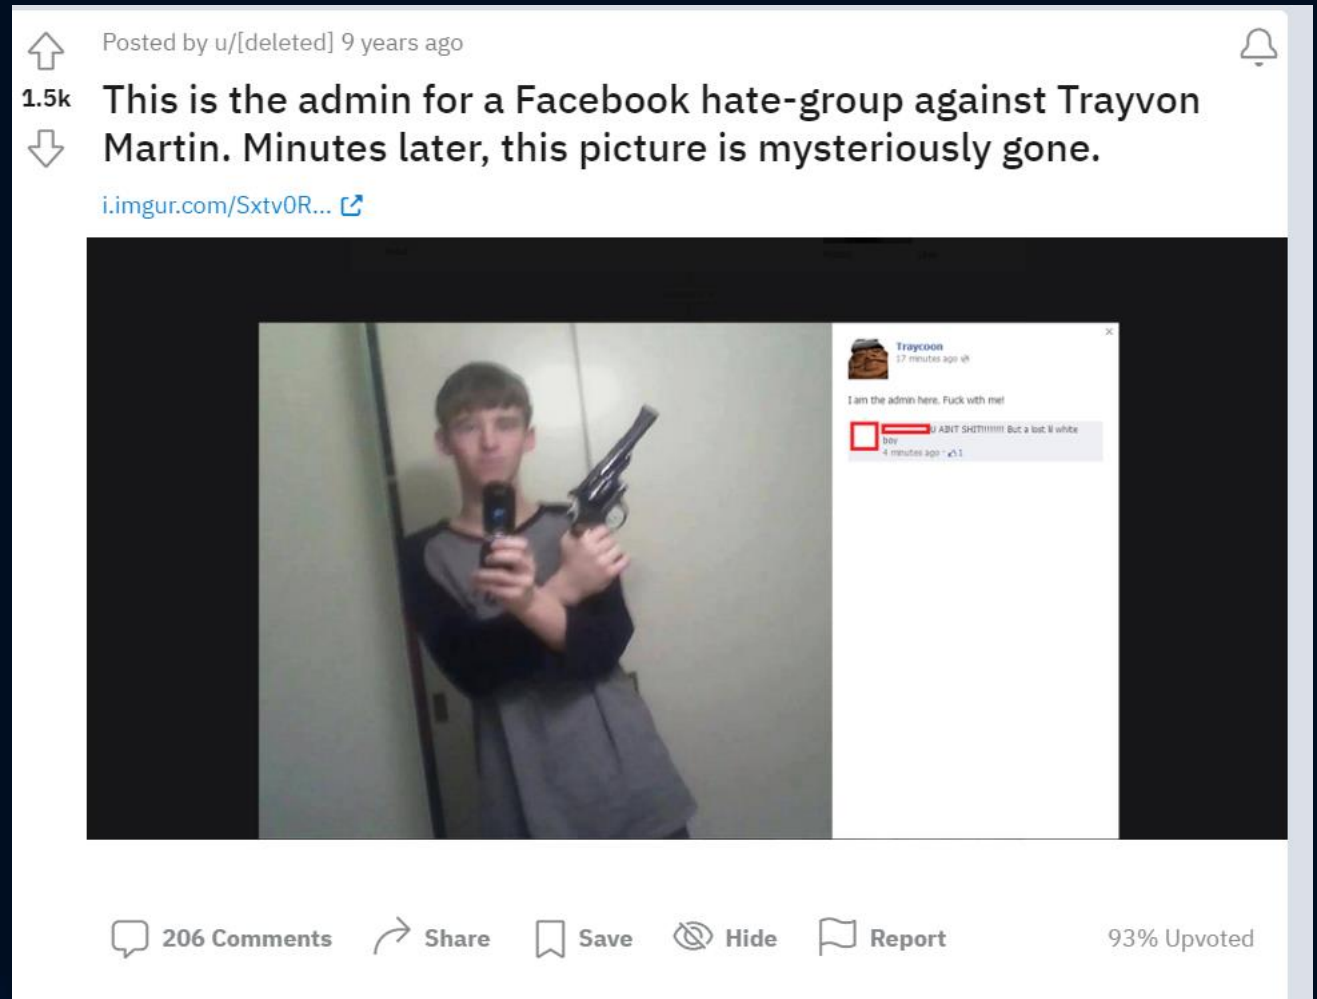 Posted by u/[deleted] 9 years ago
1.5k
This is the admin for a Facebook hate-group against Trayvon
Martin. Minutes later, this picture is mysteriously gone.
i.imgur.com/Sxtv0R...
Traycoon
17 minutes ago
I am the admin here. Fuck with me!
U AINT SHIT!!!!!!!! But a lost lil white
boy
4 minutes ago · 1
206 Comments
Share
Save
Hide
Report
93% Upvoted